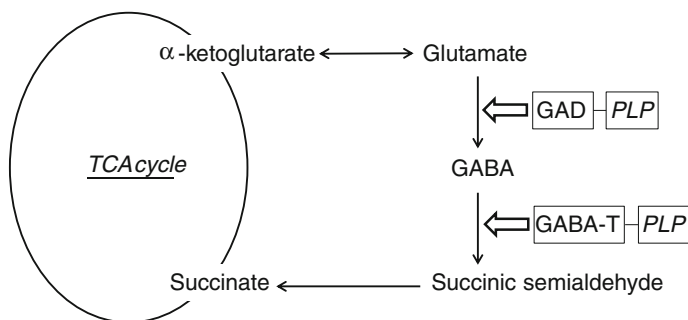 α-ketoglutarate Glutamate
GAD PLP
TCAcycle GABA
GABA-T PLP
Succinate Succinic semialdehyde